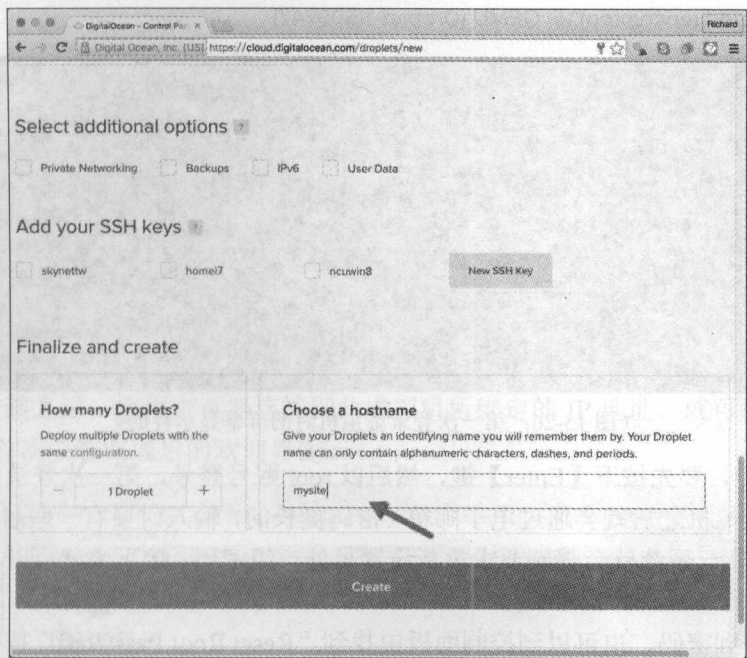 DigitalOcean - Control Pa
Richard
Digital Ocean, Inc. [US] https://cloud.digitalocean.com/droplets/new
Select additional options ?
Private Networking
Backups
IPv6
User Data
Add your SSH keys ?
skynettw
homei7
ncuwin8
New SSH Key
Finalize and create
How many Droplets?
Deploy multiple Droplets with the
same configuration.
- 1 Droplet +
Choose a hostname
Give your Droplets an identifying name you will remember them by. Your Droplet
name can only contain alphanumeric characters, dashes, and periods.
mysite
Create